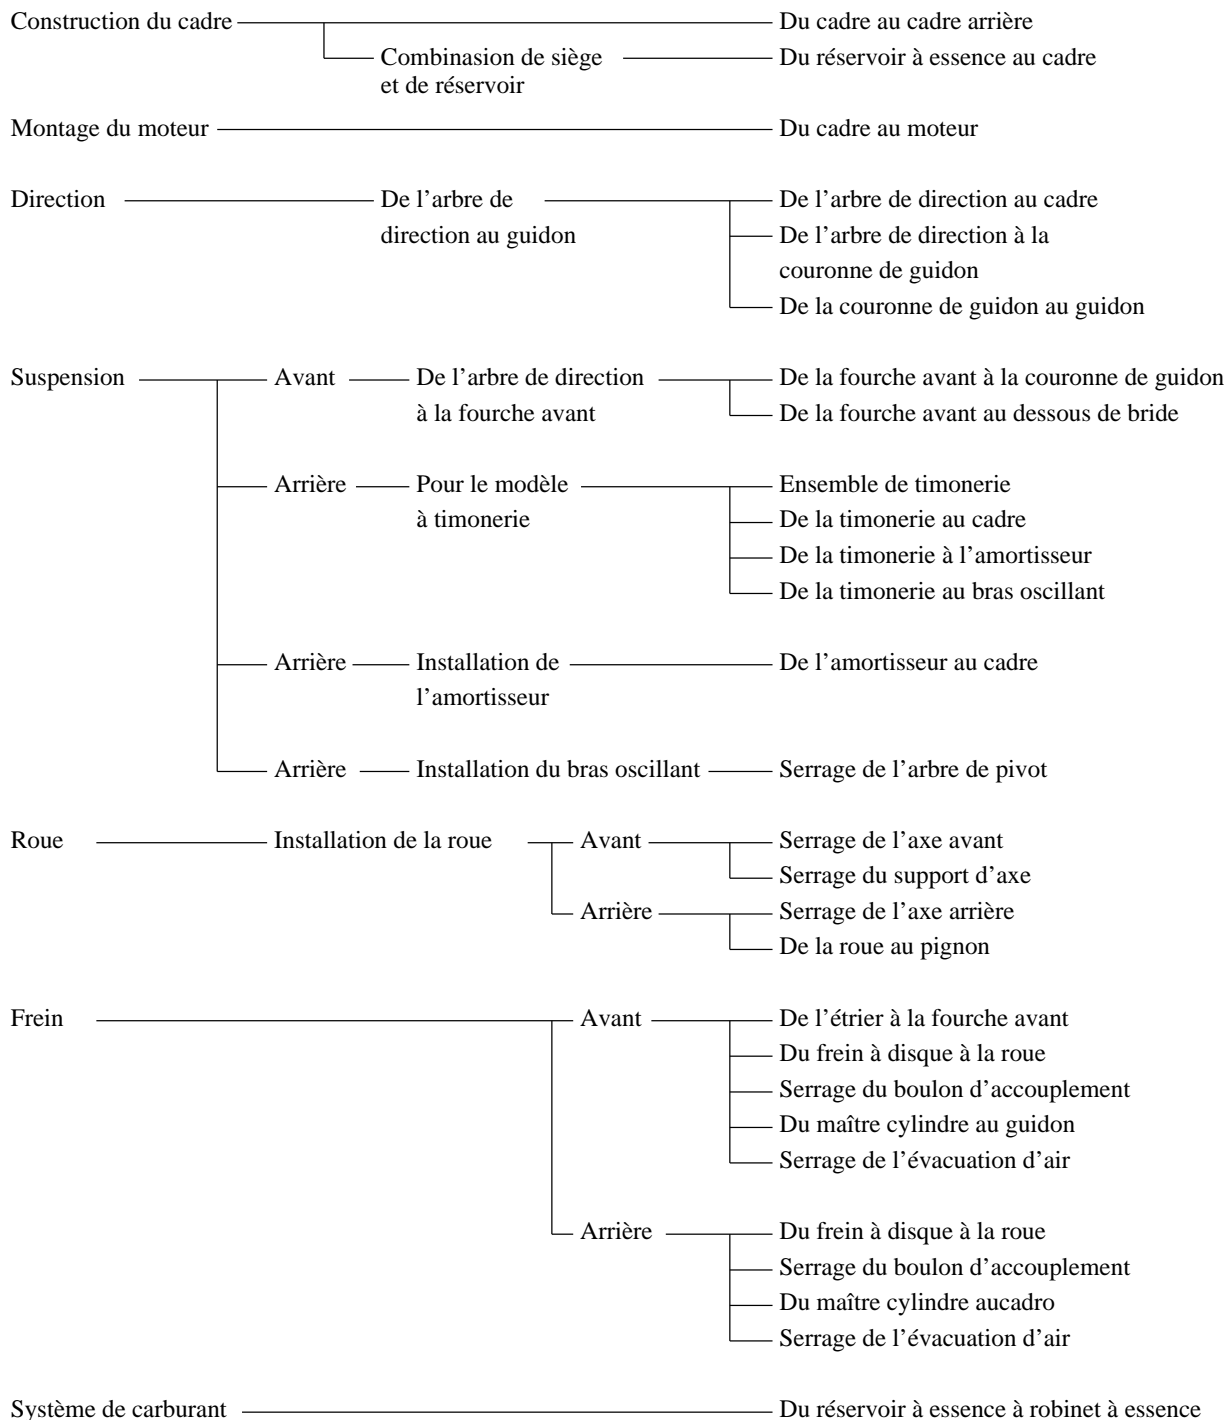 Construction du cadre Du cadre au cadre arrière
Combinasion de siège Du réservoir à essence au cadre
et de réservoir
Montage du moteur Du cadre au moteur
Direction De l’arbre de De l’arbre de direction au cadre
direction au guidon De l’arbre de direction à la
couronne de guidon
De la couronne de guidon au guidon
Suspension Avant De l’arbre de direction De la fourche avant à la couronne de guidon
à la fourche avant De la fourche avant au dessous de bride
Arrière Pour le modèle Ensemble de timonerie
à timonerie De la timonerie au cadre
De la timonerie à l’amortisseur
De la timonerie au bras oscillant
Arrière Installation de De l’amortisseur au cadre
l’amortisseur
Arrière Installation du bras oscillant Serrage de l’arbre de pivot
Roue Installation de la roue Avant Serrage de l’axe avant
Serrage du support d’axe
Arrière Serrage de l’axe arrière
De la roue au pignon
Frein Avant De l’étrier à la fourche avant
Du frein à disque à la roue
Serrage du boulon d’accouplement
Du maître cylindre au guidon
Serrage de l’évacuation d’air
Arrière Du frein à disque à la roue
Serrage du boulon d’accouplement
Du maître cylindre aucadro
Serrage de l’évacuation d’air
Système de carburant Du réservoir à essence à robinet à essence